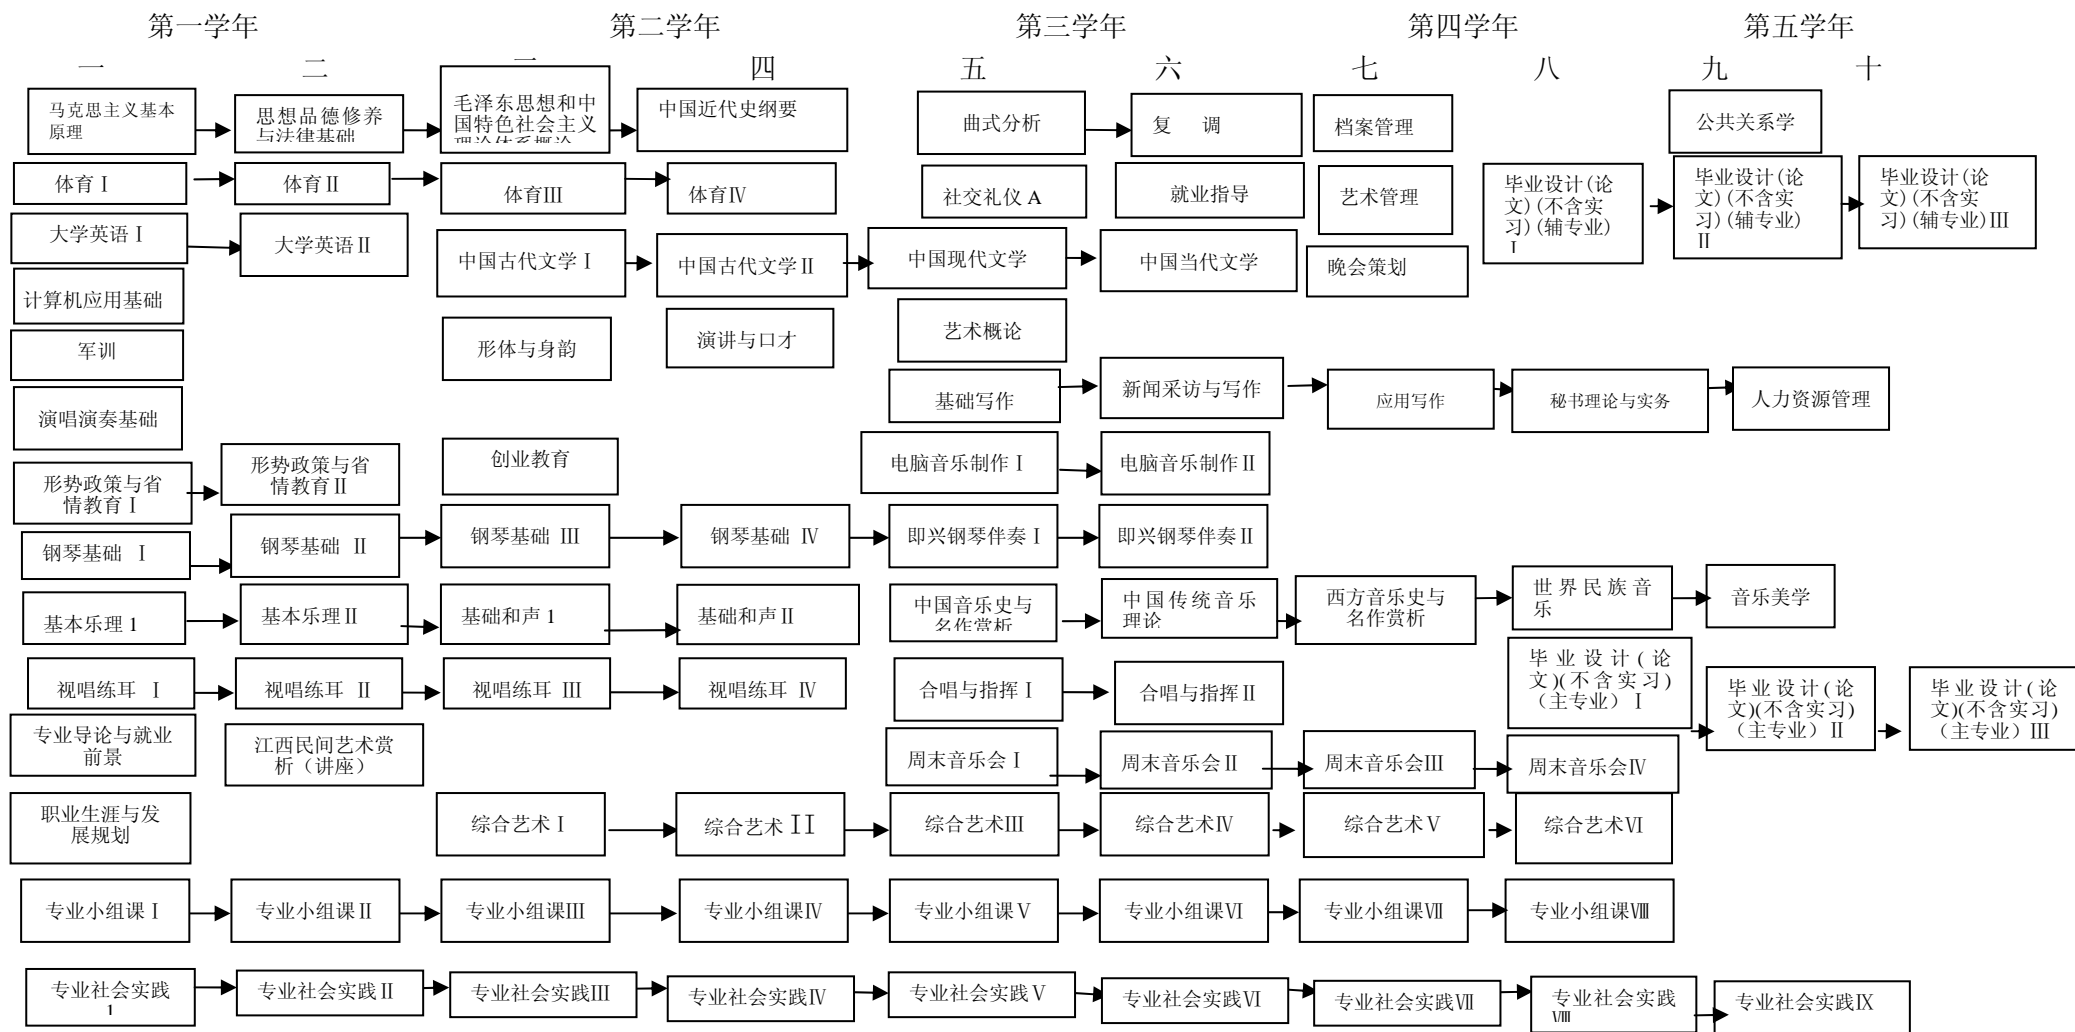 第一学年
第二学年
第三学年
第四学年
第五学年
一
二
四
五
六
七
八
九
十
马克思主义基本
原理
思想品德修养
与法律基础
毛泽东思想和中
国特色社会主义
理论体系概论
中国近代史纲要
曲式分析
复 调
档案管理
公共关系学
体育Ⅰ
体育Ⅱ
体育Ⅲ
体育Ⅳ
社交礼仪 A
就业指导
艺术管理
毕业设计(论
文)(不含实
习)(辅专业)
Ⅰ
毕业设计(论
文)(不含实
习)(辅专业)
Ⅱ
毕业设计(论
文)(不含实
习)(辅专业)Ⅲ
大学英语Ⅰ
大学英语Ⅱ
中国古代文学Ⅰ
中国古代文学Ⅱ
中国现代文学
中国当代文学
晚会策划
计算机应用基础
军训
形体与身韵
演讲与口才
艺术概论
演唱演奏基础
基础写作
新闻采访与写作
应用写作
秘书理论与实务
人力资源管理
形势政策与省
情教育Ⅰ
形势政策与省
情教育Ⅱ
创业教育
电脑音乐制作Ⅰ
电脑音乐制作Ⅱ
钢琴基础 Ⅰ
钢琴基础 Ⅱ
钢琴基础 Ⅲ
钢琴基础 Ⅳ
即兴钢琴伴奏Ⅰ
即兴钢琴伴奏Ⅱ
基本乐理 1
基本乐理Ⅱ
基础和声 1
基础和声Ⅱ
中国音乐史与
名作赏析
中国传统音乐
理论
西方音乐史与
名作赏析
世界民族音
乐
音乐美学
视唱练耳 Ⅰ
视唱练耳 Ⅱ
视唱练耳 Ⅲ
视唱练耳 Ⅳ
合唱与指挥Ⅰ
合唱与指挥Ⅱ
毕业设计(论
文)(不含实习)
（主专业）Ⅰ
毕业设计(论
文)(不含实习)
（主专业）Ⅱ
毕业设计(论
文)(不含实习)
（主专业）Ⅲ
专业导论与就业
前景
江西民间艺术赏
析（讲座）
周末音乐会Ⅰ
周末音乐会Ⅱ
周末音乐会Ⅲ
周末音乐会Ⅳ
职业生涯与发
展规划
综合艺术Ⅰ
综合艺术 II
综合艺术Ⅲ
综合艺术Ⅳ
综合艺术Ⅴ
综合艺术Ⅵ
专业小组课Ⅰ
专业小组课Ⅱ
专业小组课Ⅲ
专业小组课Ⅳ
专业小组课Ⅴ
专业小组课Ⅵ
专业小组课Ⅶ
专业小组课Ⅷ
专业社会实践
1
专业社会实践Ⅱ
专业社会实践Ⅲ
专业社会实践Ⅳ
专业社会实践Ⅴ
专业社会实践Ⅵ
专业社会实践Ⅶ
专业社会实践
Ⅷ
专业社会实践Ⅸ